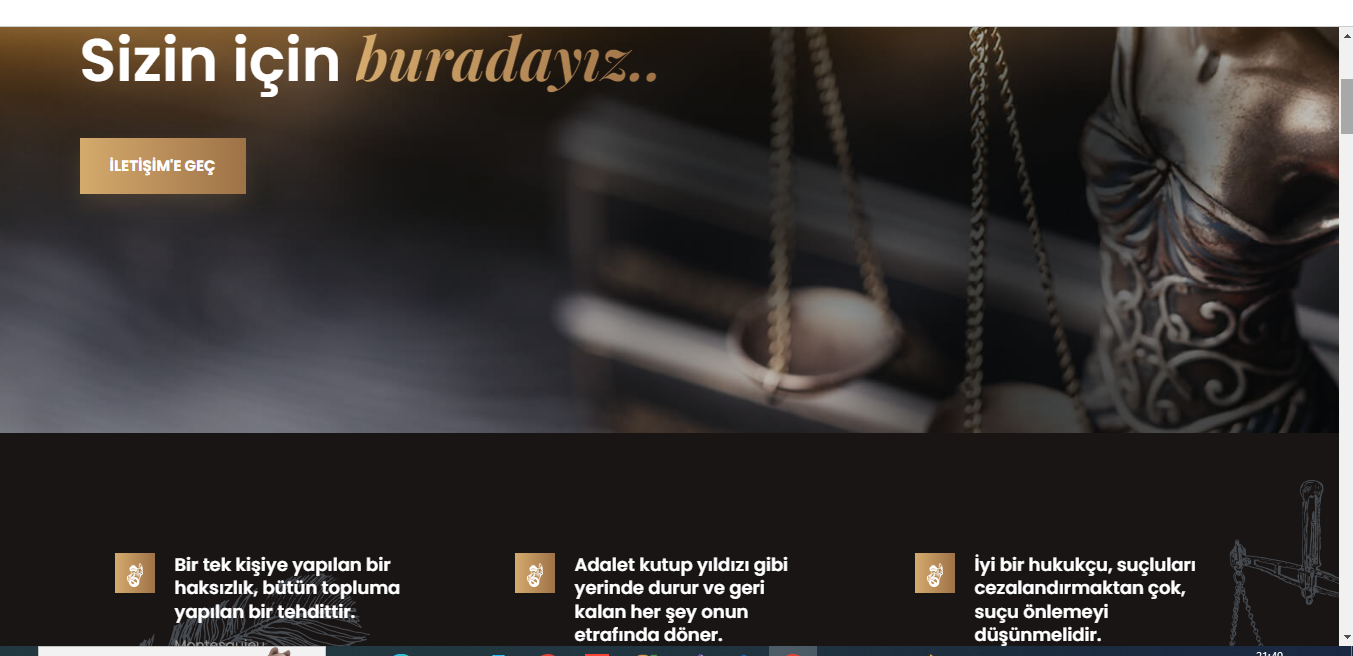 Sizin için buradayız..
İLETİŞİM'E GEÇ
Bir tek kişiye yapılan bir
haksızlık, bütün topluma
yapılan bir tehdittir.
Montesquieu
Adalet kutup yıldızı gibi
yerinde durur ve geri
kalan her şey onun
etrafında döner.
İyi bir hukukçu, suçluları
cezalandırmaktan çok,
suçu önlemeyi
düşünmelidir.